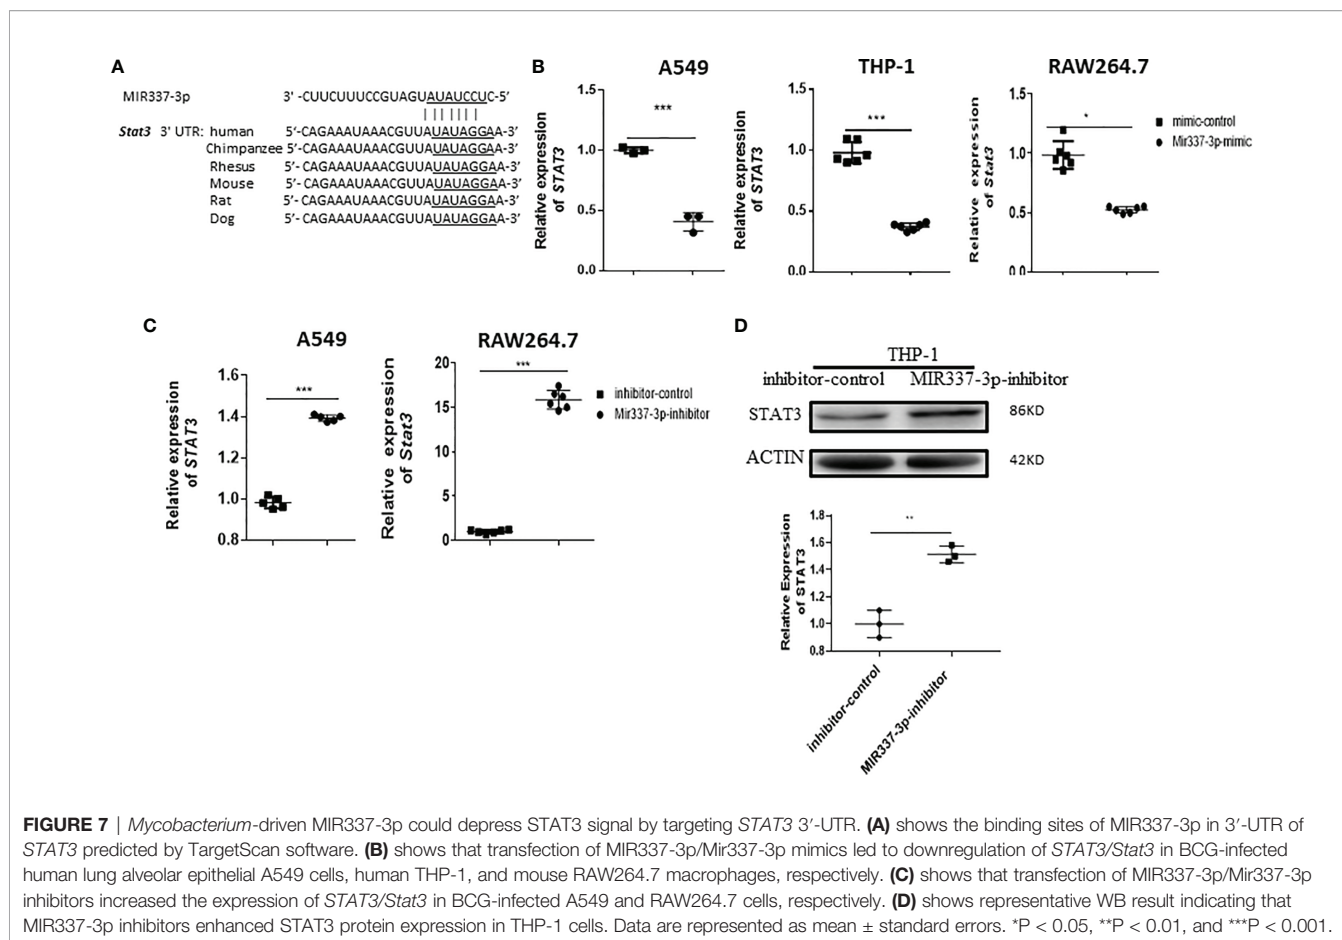 A
MIR337-3p 3' -CUUCUUUCCGUAGUAUAUCCUC-5'
Stat3 3' UTR: human 5'-CAGAAAUAAACGUUAUAUAGGAA-3'
Chimpanzee 5'- CAGAAAUAAACGUUAUAUAGGAA-3'
Rhesus 5'- CAGAAAUAAACGUUAUAUAGGAA-3'
Mouse 5'- CAGAAAUAAACGUUAUAUAGGAA-3'
Rat 5'- CAGAAAUAAACGUUAUAUAGGAA-3'
Dog 5'- CAGAAAUAAACGUUAUAUAGGAA-3'
B
A549
Relative expression
of STAT3
1.5
1.0
0.5
0.0
***
THP-1
Relative expression
of STAT3
1.5
1.0
0.5
0.0
***
RAW264.7
Relative expression
of Stat3
1.5
1.0
0.5
0.0
*
mimic-control
Mir337-3p-mimic
C
A549
Relative expression
of STAT3
1.6
1.4
1.2
1.0
0.8
***
RAW264.7
Relative expression
of Stat3
20
15
10
5
0
***
inhibitor-control
Mir337-3p-inhibitor
D
THP-1
inhibitor-control MIR337-3p-inhibitor
STAT3 86KD
ACTIN 42KD
Relative Expression
of STAT3
1.8
1.6
1.4
1.2
1.0
0.8
**
inhibitor-control
MIR337-3p-inhibitor
FIGURE 7 | Mycobacterium-driven MIR337-3p could depress STAT3 signal by targeting STAT3 3′-UTR. (A) shows the binding sites of MIR337-3p in 3′-UTR of
STAT3 predicted by TargetScan software. (B) shows that transfection of MIR337-3p/Mir337-3p mimics led to downregulation of STAT3/Stat3 in BCG-infected
human lung alveolar epithelial A549 cells, human THP-1, and mouse RAW264.7 macrophages, respectively. (C) shows that transfection of MIR337-3p/Mir337-3p
inhibitors increased the expression of STAT3/Stat3 in BCG-infected A549 and RAW264.7 cells, respectively. (D) shows representative WB result indicating that
MIR337-3p inhibitors enhanced STAT3 protein expression in THP-1 cells. Data are represented as mean ± standard errors. *P < 0.05, **P < 0.01, and ***P < 0.001.